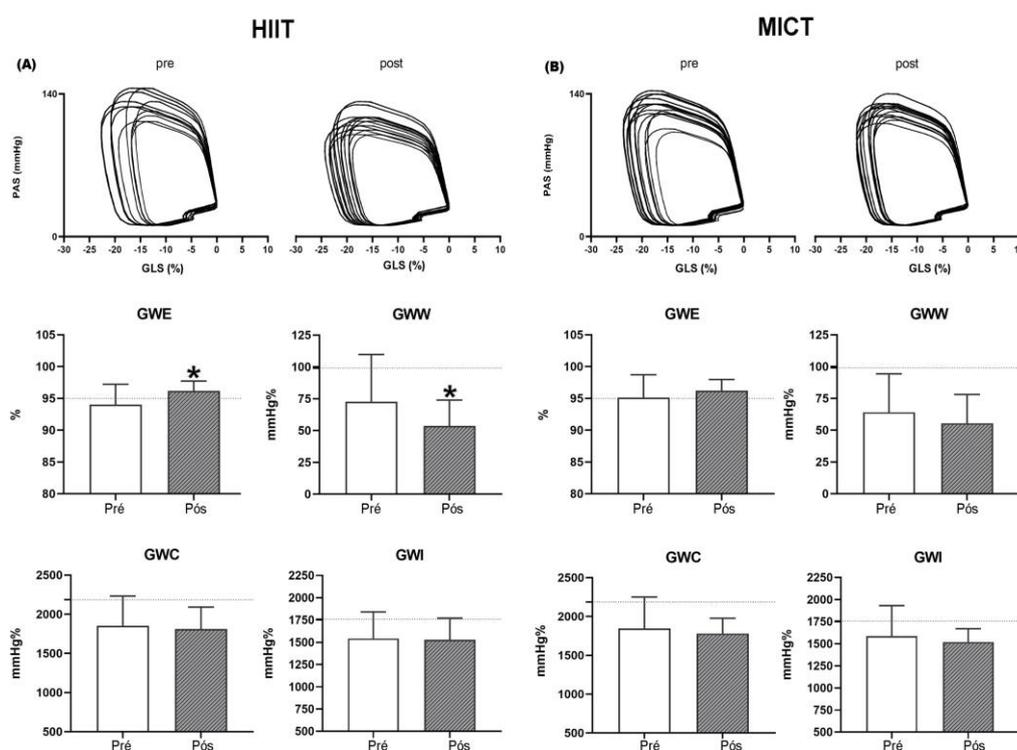 HIIT
MICT
(A)
pre
post
(B)
pre
post
140
0
PAS (mmHg)
-30 -25 -20 -15 -10 -5 0 5 10
GLS (%)
-30 -25 -20 -15 -10 -5 0 5 10
GLS (%)
140
0
PAS (mmHg)
-30 -25 -20 -15 -10 -5 0 5 10
GLS (%)
-30 -25 -20 -15 -10 -5 0 5 10
GLS (%)
GWE
105
100
95
90
85
80
%
*
Pré Pós
GWW
125
100
75
50
25
0
mmHg%
*
Pré Pós
GWE
105
100
95
90
85
80
%
Pré Pós
GWW
125
100
75
50
25
0
mmHg%
Pré Pós
GWC
2500
2000
1500
1000
500
mmHg%
Pré Pós
GWI
2250
2000
1750
1500
1250
1000
750
500
mmHg%
Pré Pós
GWC
2500
2000
1500
1000
500
mmHg%
Pré Pós
GWI
2250
2000
1750
1500
1250
1000
750
500
mmHg%
Pré Pós